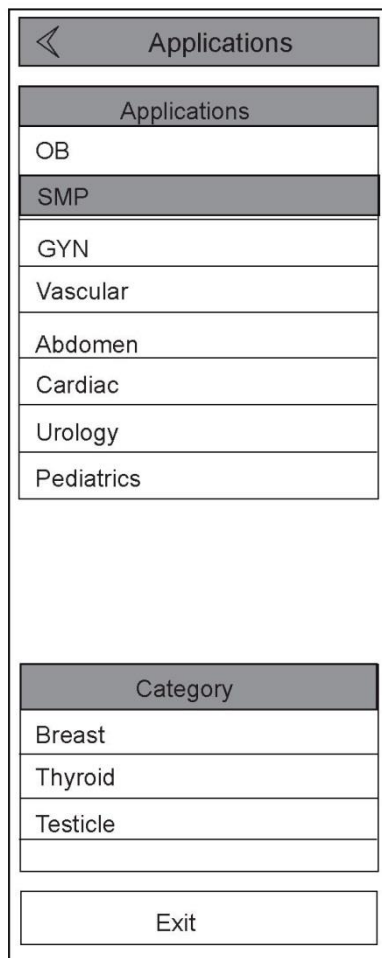 Applications
Applications
OB
SMP
GYN
Vascular
Abdomen
Cardiac
Urology
Pediatrics
Category
Breast
Thyroid
Testicle
Exit